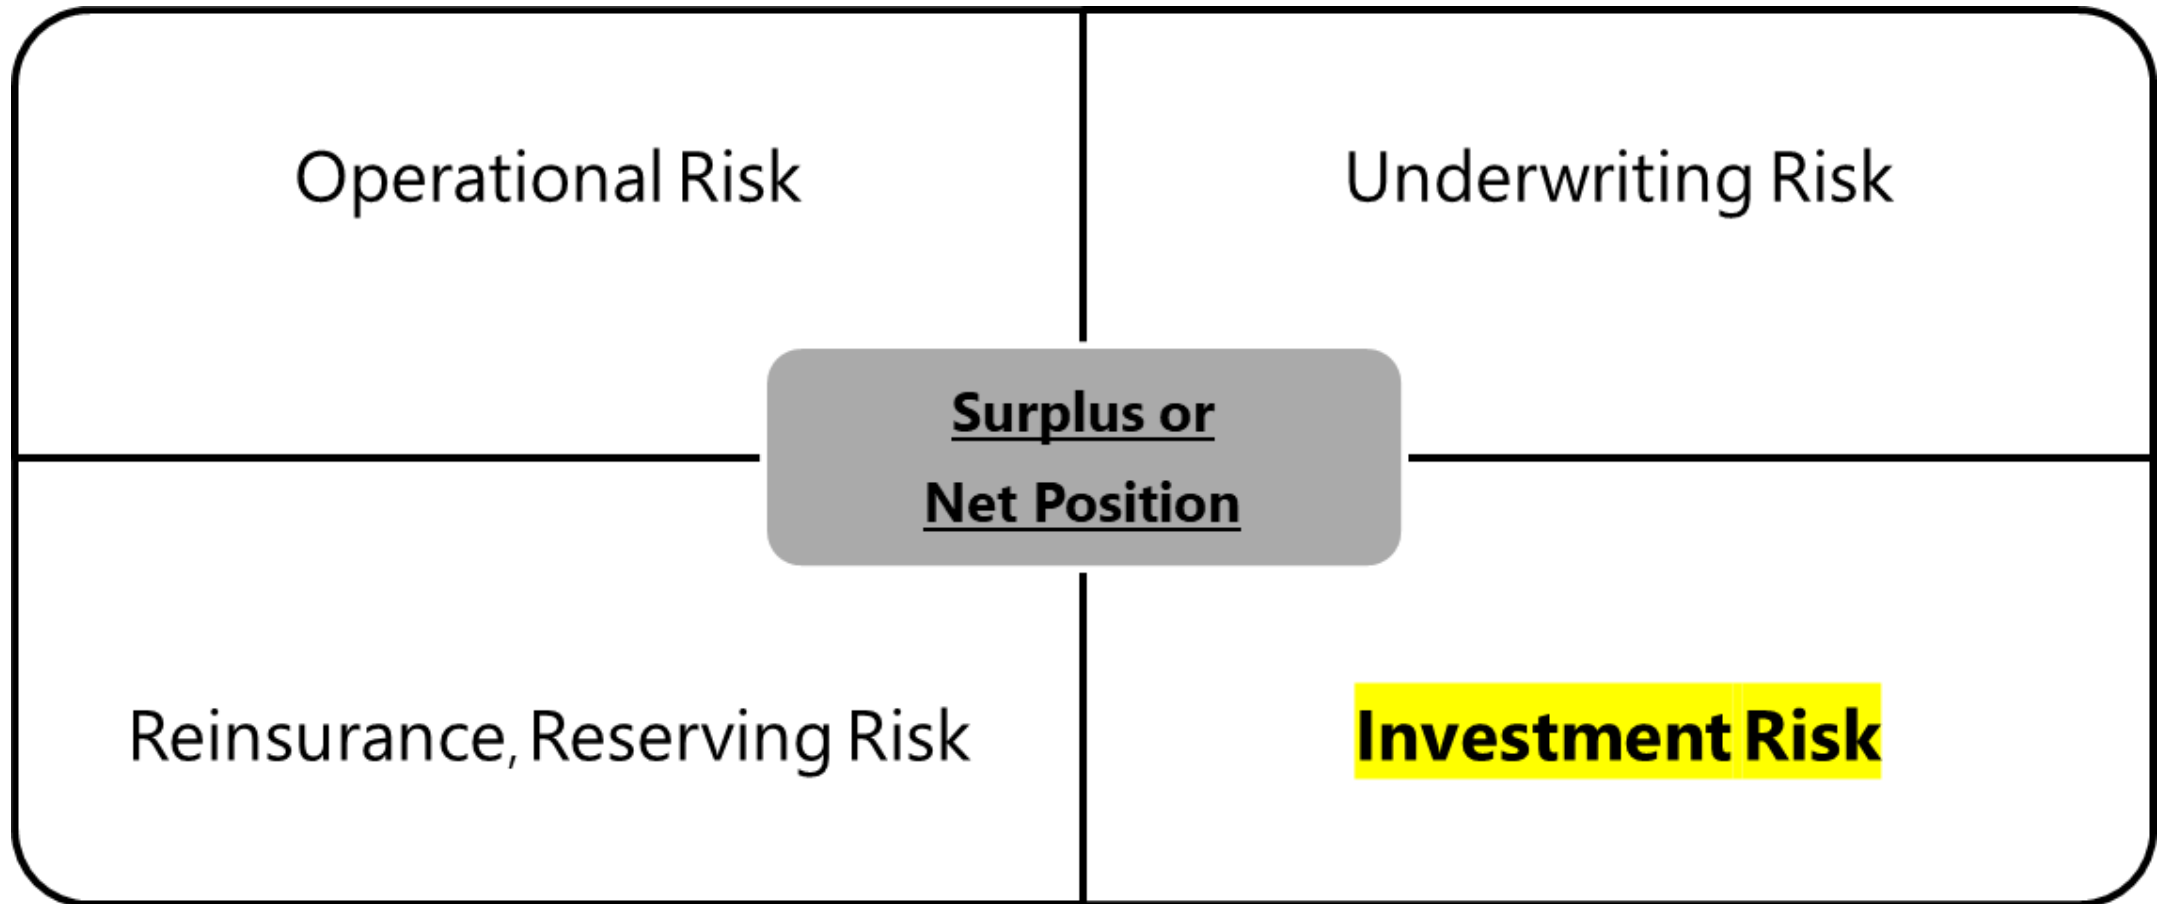 Operational Risk
Underwriting Risk
Surplus or
Net Position
Reinsurance, Reserving Risk
Investment Risk